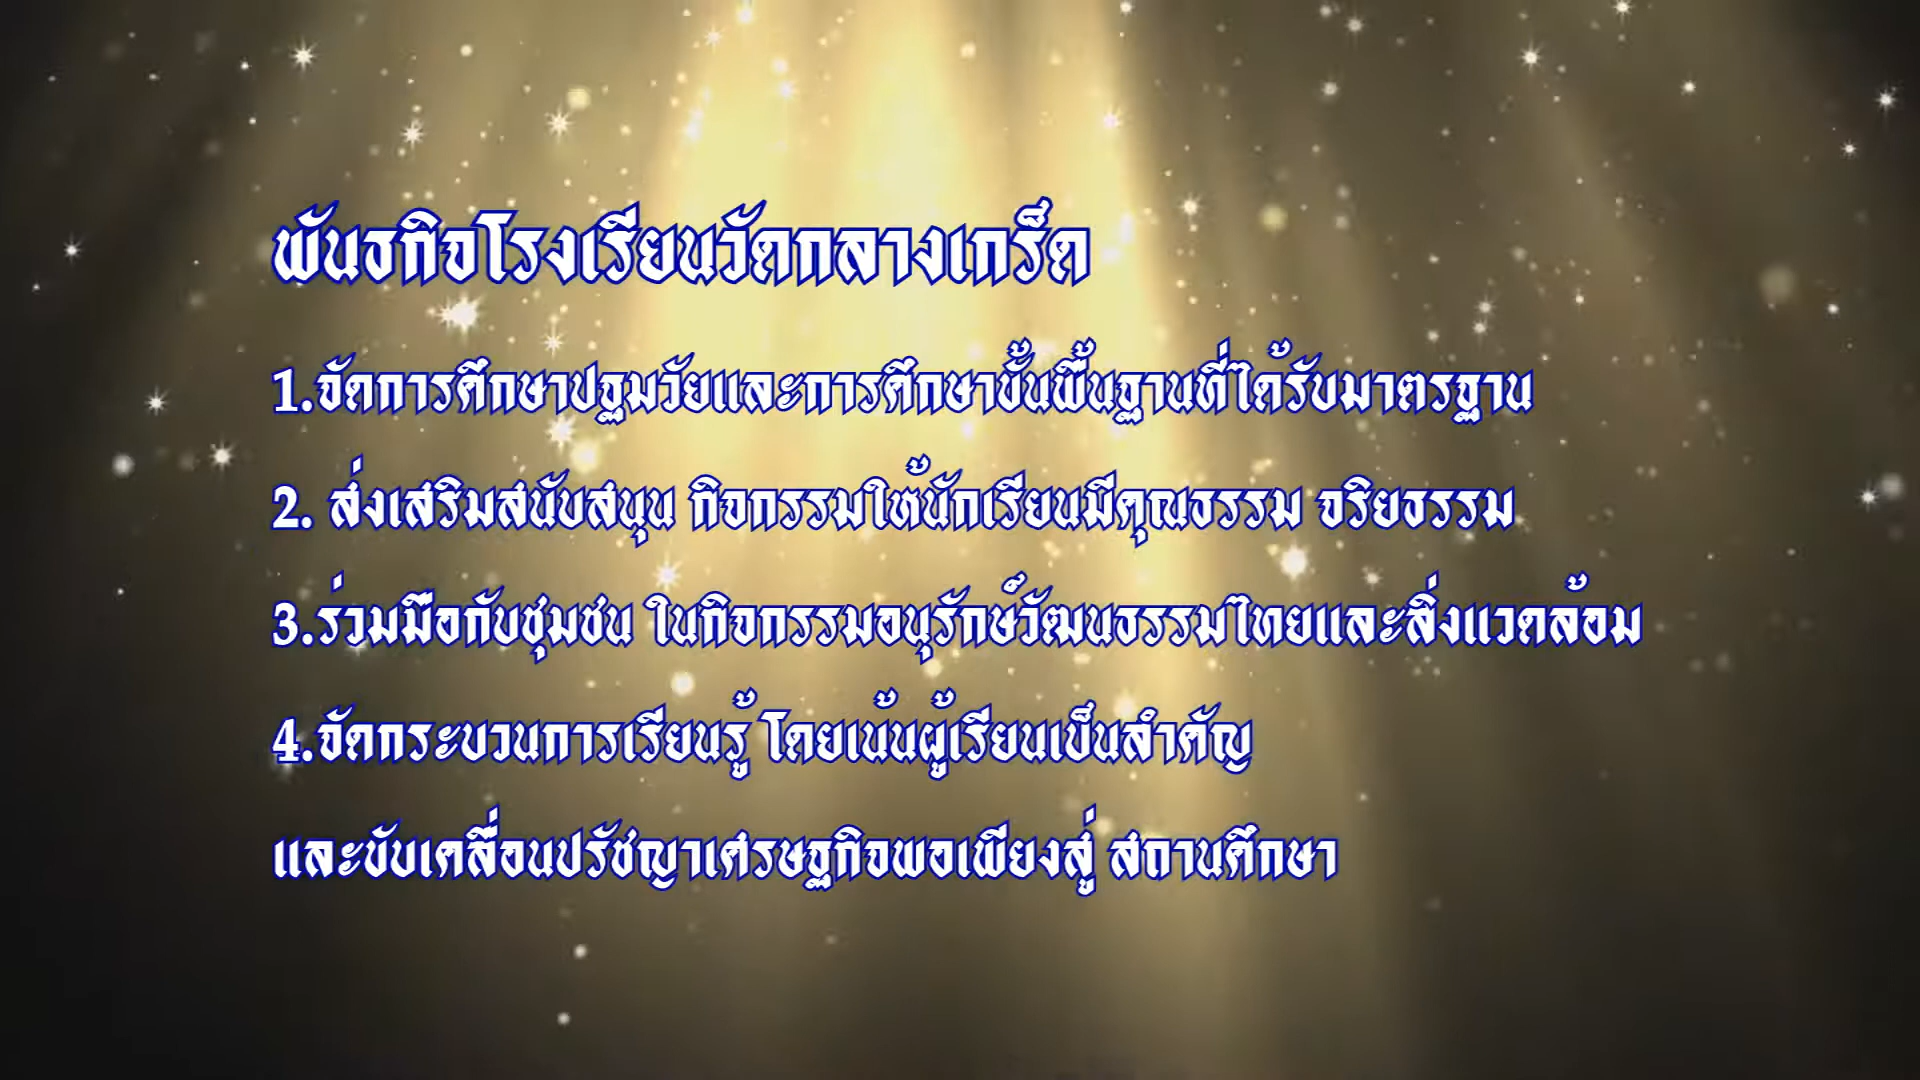 พันธกิจโรงเรียนวัดกลางเกร็ด
1.จัดการศึกษาปฐมวัยและการศึกษาขั้นพื้นฐานที่ได้รับมาตรฐาน
2. ส่งเสริมสนับสนุน กิจกรรมให้นักเรียนมีคุณธรรม จริยธรรม
3.ร่วมมือกับชุมชน ในกิจกรรมอนุรักษ์วัฒนธรรมไทยและสิ่งแวดล้อม
4.จัดกระบวนการเรียนรู้ โดยเน้นผู้เรียนเป็นสำคัญ
และขับเคลื่อนปรัชญาเศรษฐกิจพอเพียงสู่ สถานศึกษา